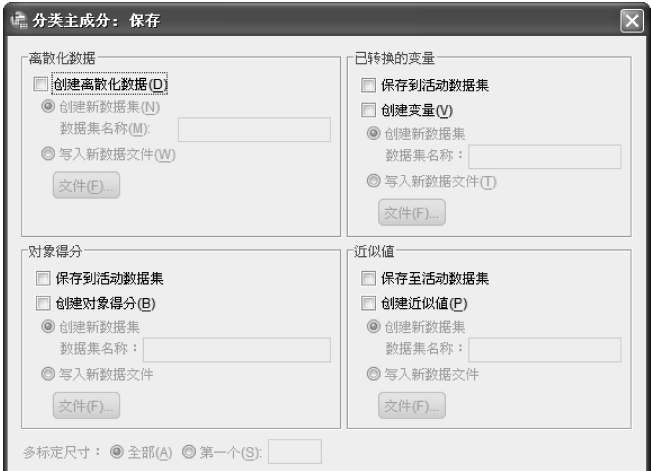 分类主成分：保存
离散化数据
创建离散化数据(D)
创建新数据集(N)
数据集名称(M):
写入新数据文件(W)
文件(F)...
已转换的变量
保存到活动数据集
创建变量(V)
创建新数据集
数据集名称：
写入新数据文件(T)
文件(F)...
对象得分
保存到活动数据集
创建对象得分(B)
创建新数据集
数据集名称：
写入新数据文件
文件(F)...
近似值
保存至活动数据集
创建近似值(P)
创建新数据集
数据集名称：
写入新数据文件
文件(F)...
多标定尺寸： 全部(A) 第一个(S):